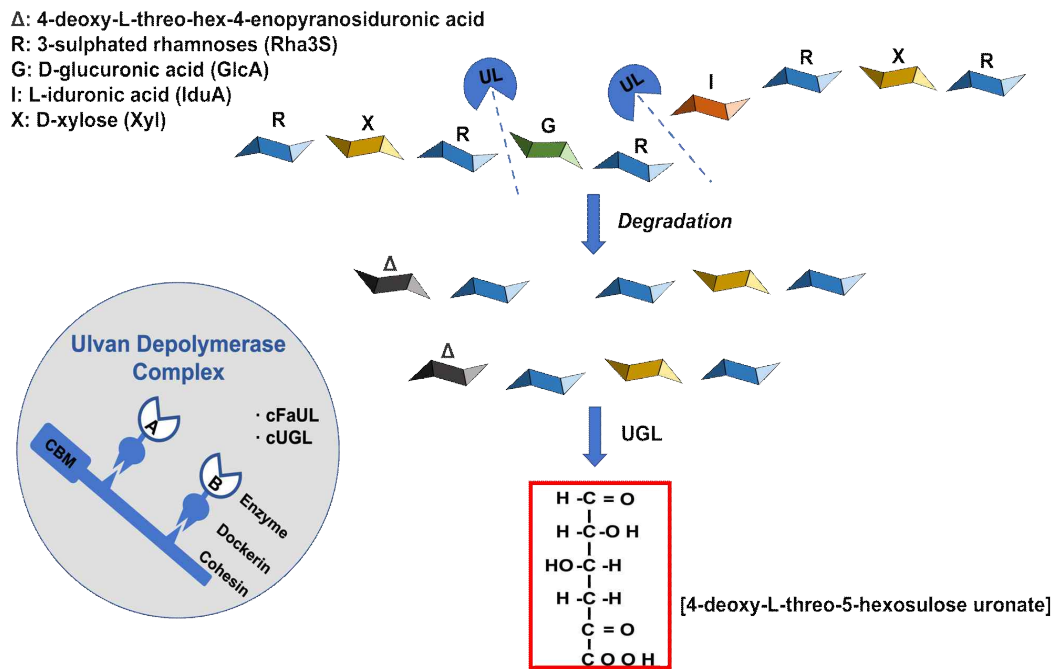 Δ: 4-deoxy-L-threo-hex-4-enopyranosiduronic acid
R: 3-sulphated rhamnoses (Rha3S)
G: D-glucuronic acid (GlcA)
I: L-iduronic acid (IduA)
X: D-xylose (Xyl)
UL
UL
R X R G R I R X R
Degradation
Δ
Δ
UGL
Ulvan Depolymerase
Complex
· cFaUL
· cUGL
A
CBM
B
Enzyme
Dockerin
Cohesin
H -C = O
H -C-O H
HO-C -H
H -C -H
C = O
C O O H
[4-deoxy-L-threo-5-hexosulose uronate]